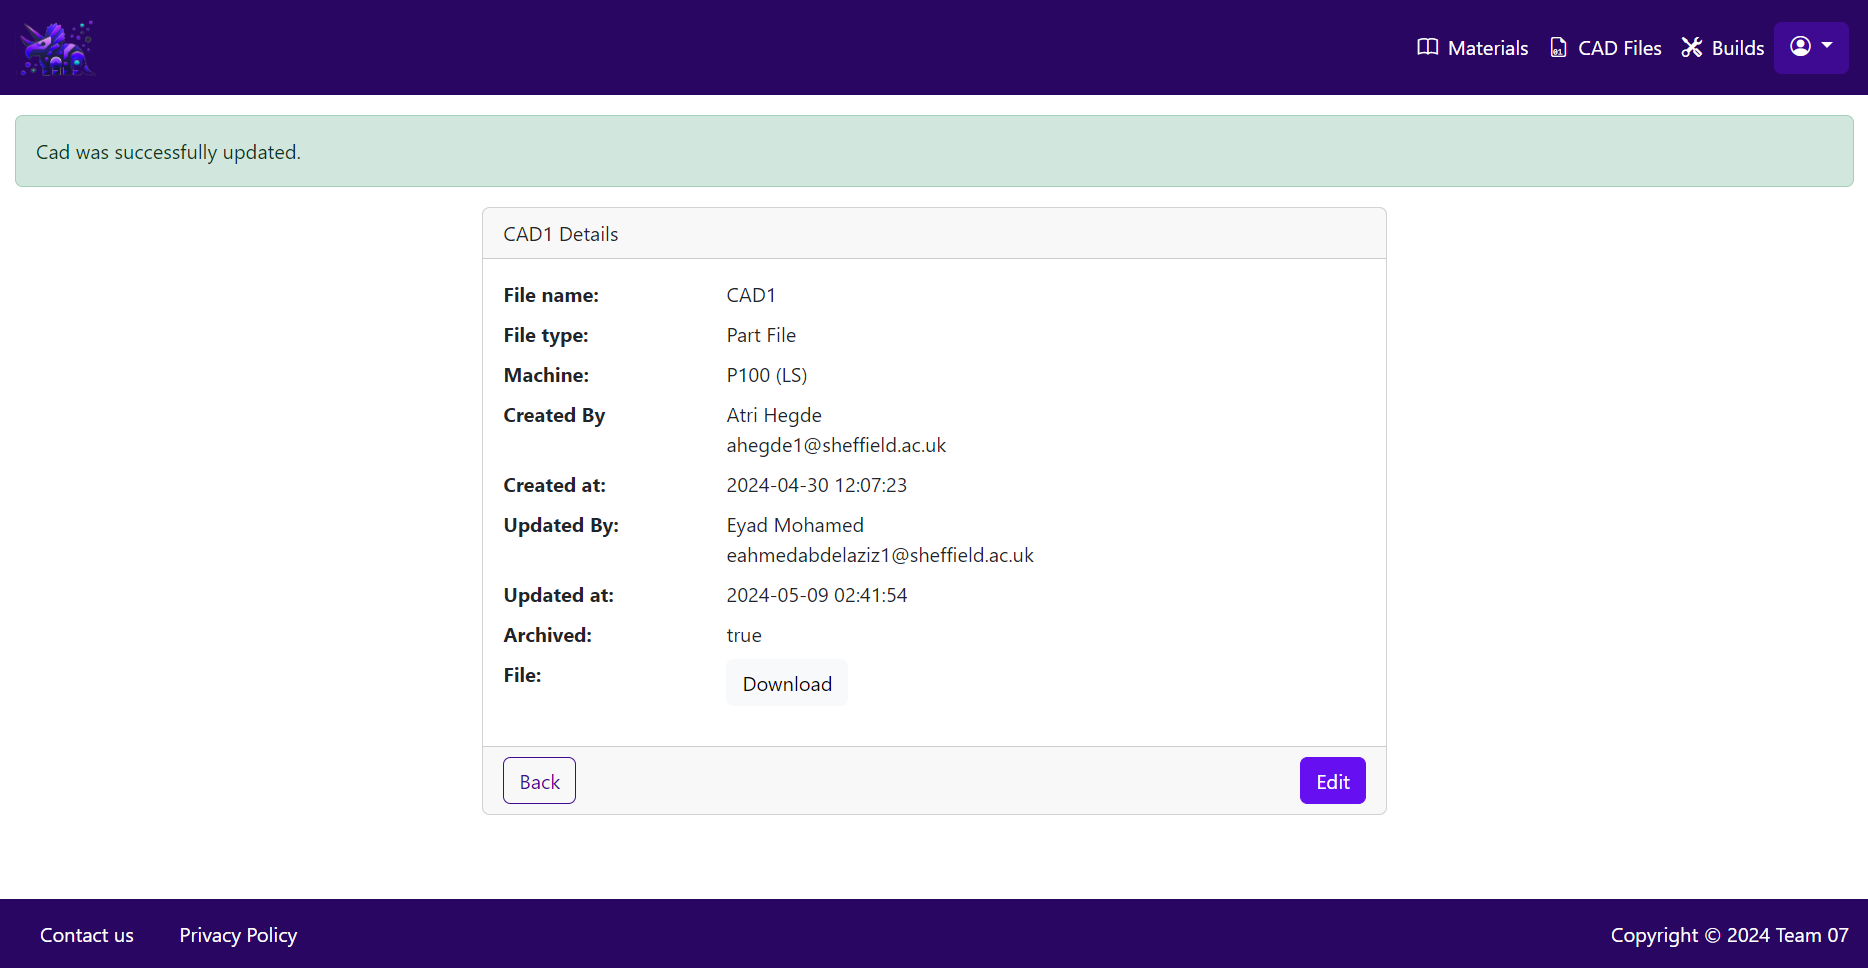 Materials
CAD Files
Builds
Cad was successfully updated.
CAD1 Details
File name: CAD1
File type: Part File
Machine: P100 (LS)
Created By Atri Hegde
ahegde1@sheffield.ac.uk
Created at: 2024-04-30 12:07:23
Updated By: Eyad Mohamed
eahmedabdelaziz1@sheffield.ac.uk
Updated at: 2024-05-09 02:41:54
Archived: true
File: Download
Back
Edit
Contact us
Privacy Policy
Copyright © 2024 Team 07